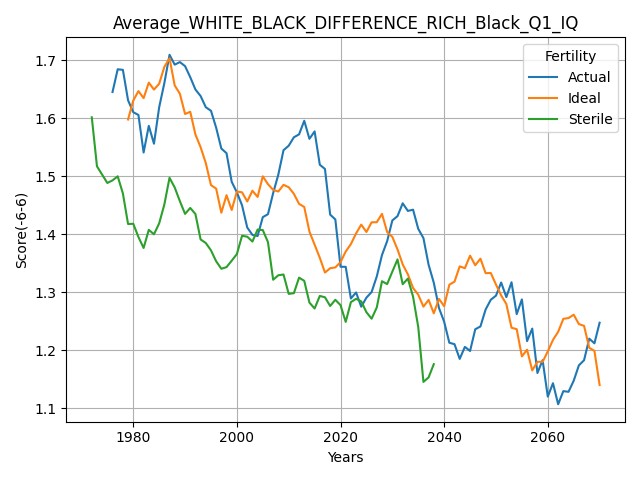 Average_WHITE_BLACK_DIFFERENCE_RICH_Black_Q1_IQ
Fertility
Actual
Ideal
Sterile
Score(-6-6)
1.7
1.6
1.5
1.4
1.3
1.2
1.1
1980 2000 2020 2040 2060
Years